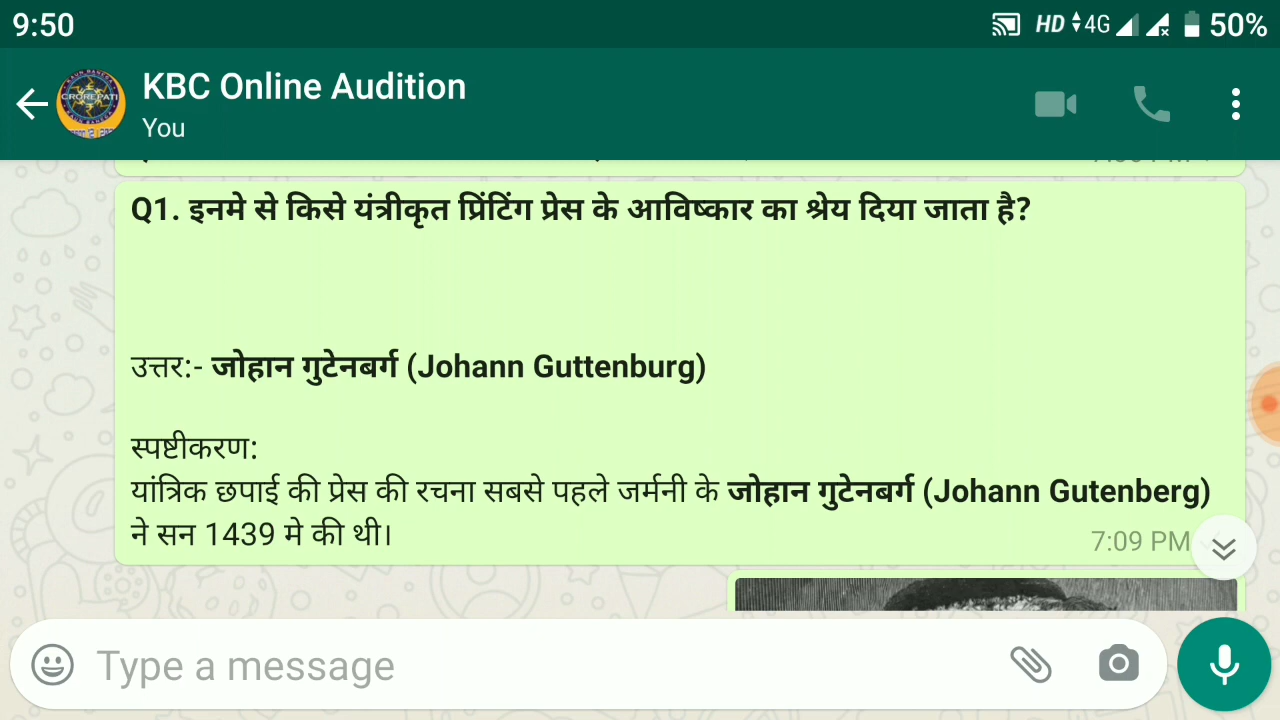 9:50
HD 4G 50%
KBC Online Audition
You
CROREPATI
Q1. इनमे से किसे यंत्रीकृत प्रिंटिंग प्रेस के आविष्कार का श्रेय दिया जाता है?
उत्तर:- जोहान गुटेनबर्ग (Johann Guttenburg)
स्पष्टीकरण:
यांत्रिक छपाई की प्रेस की रचना सबसे पहले जर्मनी के जोहान गुटेनबर्ग (Johann Gutenberg)
ने सन 1439 मे की थी।
7:09 PM
Type a message